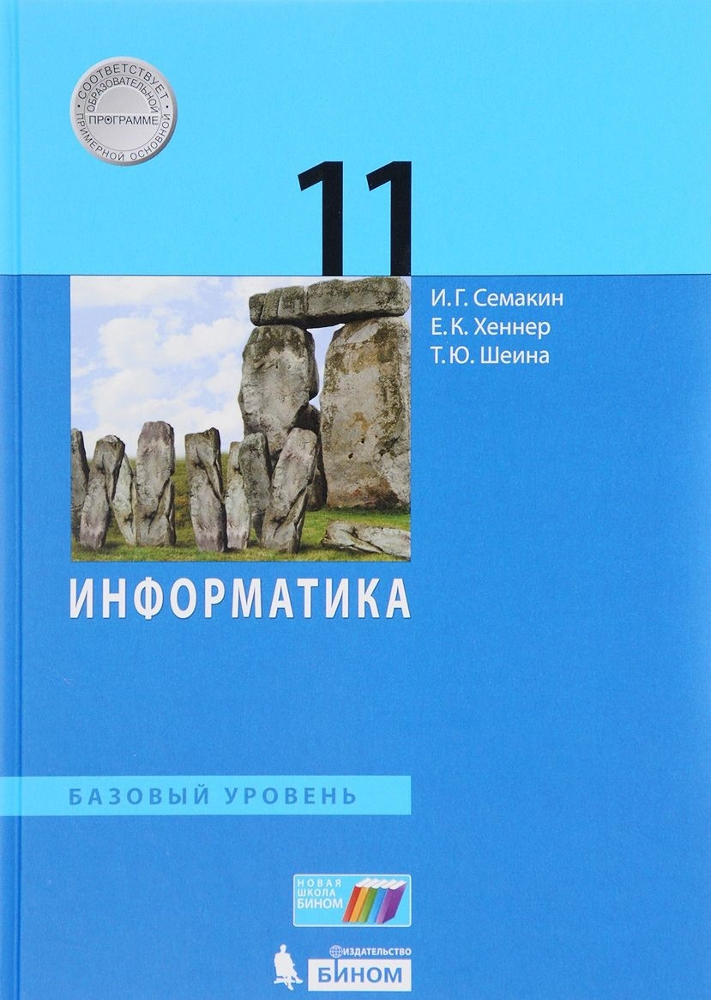 • СООТВЕТСТВУЕТ •
ПРИМЕРНОЙ ОСНОВНОЙ
ОБРАЗОВАТЕЛЬНОЙ
ПРОГРАММЕ
11
И. Г. Семакин
Е. К. Хеннер
Т. Ю. Шеина
ИНФОРМАТИКА
БАЗОВЫЙ УРОВЕНЬ
НОВАЯ
ШКОЛА
БИНОМ
ИЗДАТЕЛЬСТВО
БИНОМ